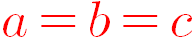 a = b = c